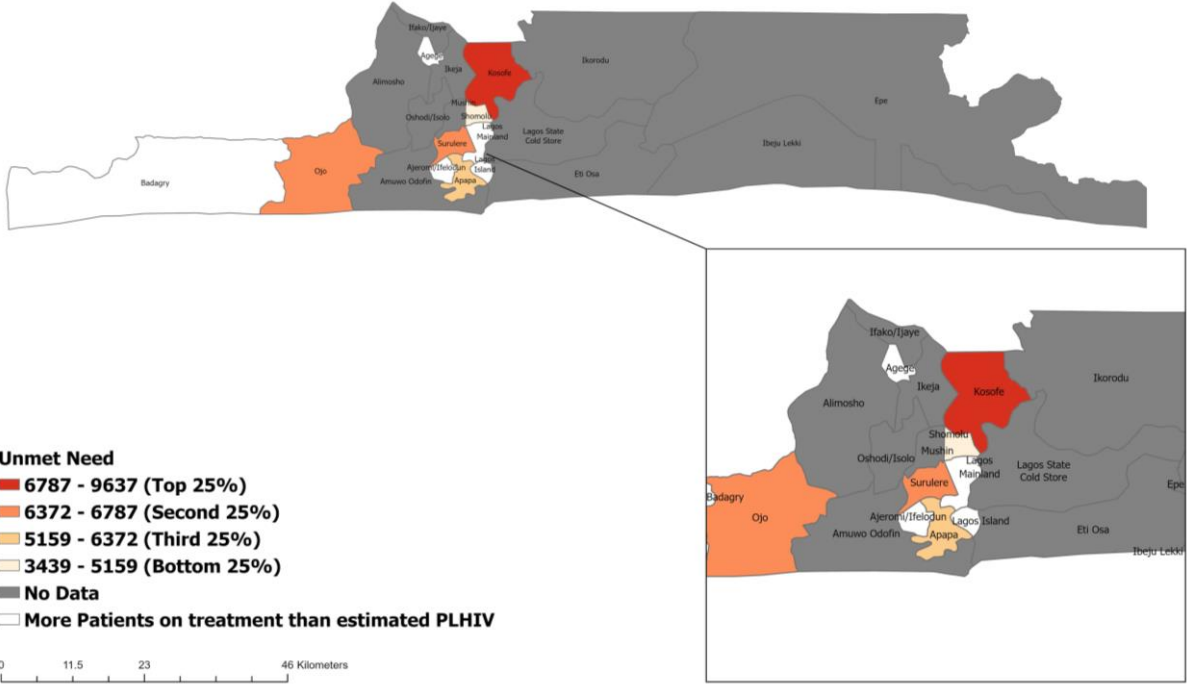 Ifako/Ijaye
Agege
Ikeja
Kosofe
Ikorodu
Alimosho
Mushin
Shomolu
Oshodi/Isolo
Lagos
Mainland
Lagos State
Cold Store
Epe
Ibeju Lekki
Surulere
Lagos
Island
Ajeromi/Ifelodun
Ojo
Badagry
Amuwo Odofin
Apapa
Eti Osa
Ifako/Ijaye
Agege
Ikeja
Kosofe
Ikorodu
Alimosho
Shomolu
Mushin
Oshodi/Isolo
Lagos
Mainland
Lagos State
Cold Store
Surulere
Epe
Badagry
Ojo
Ajeromi/Ifelodun
Lagos Island
Amuwo Odofin
Apapa
Eti Osa
Ibeju Lekki
Unmet Need
6787 - 9637 (Top 25%)
6372 - 6787 (Second 25%)
5159 - 6372 (Third 25%)
3439 - 5159 (Bottom 25%)
No Data
More Patients on treatment than estimated PLHIV
0 11.5 23 46 Kilometers